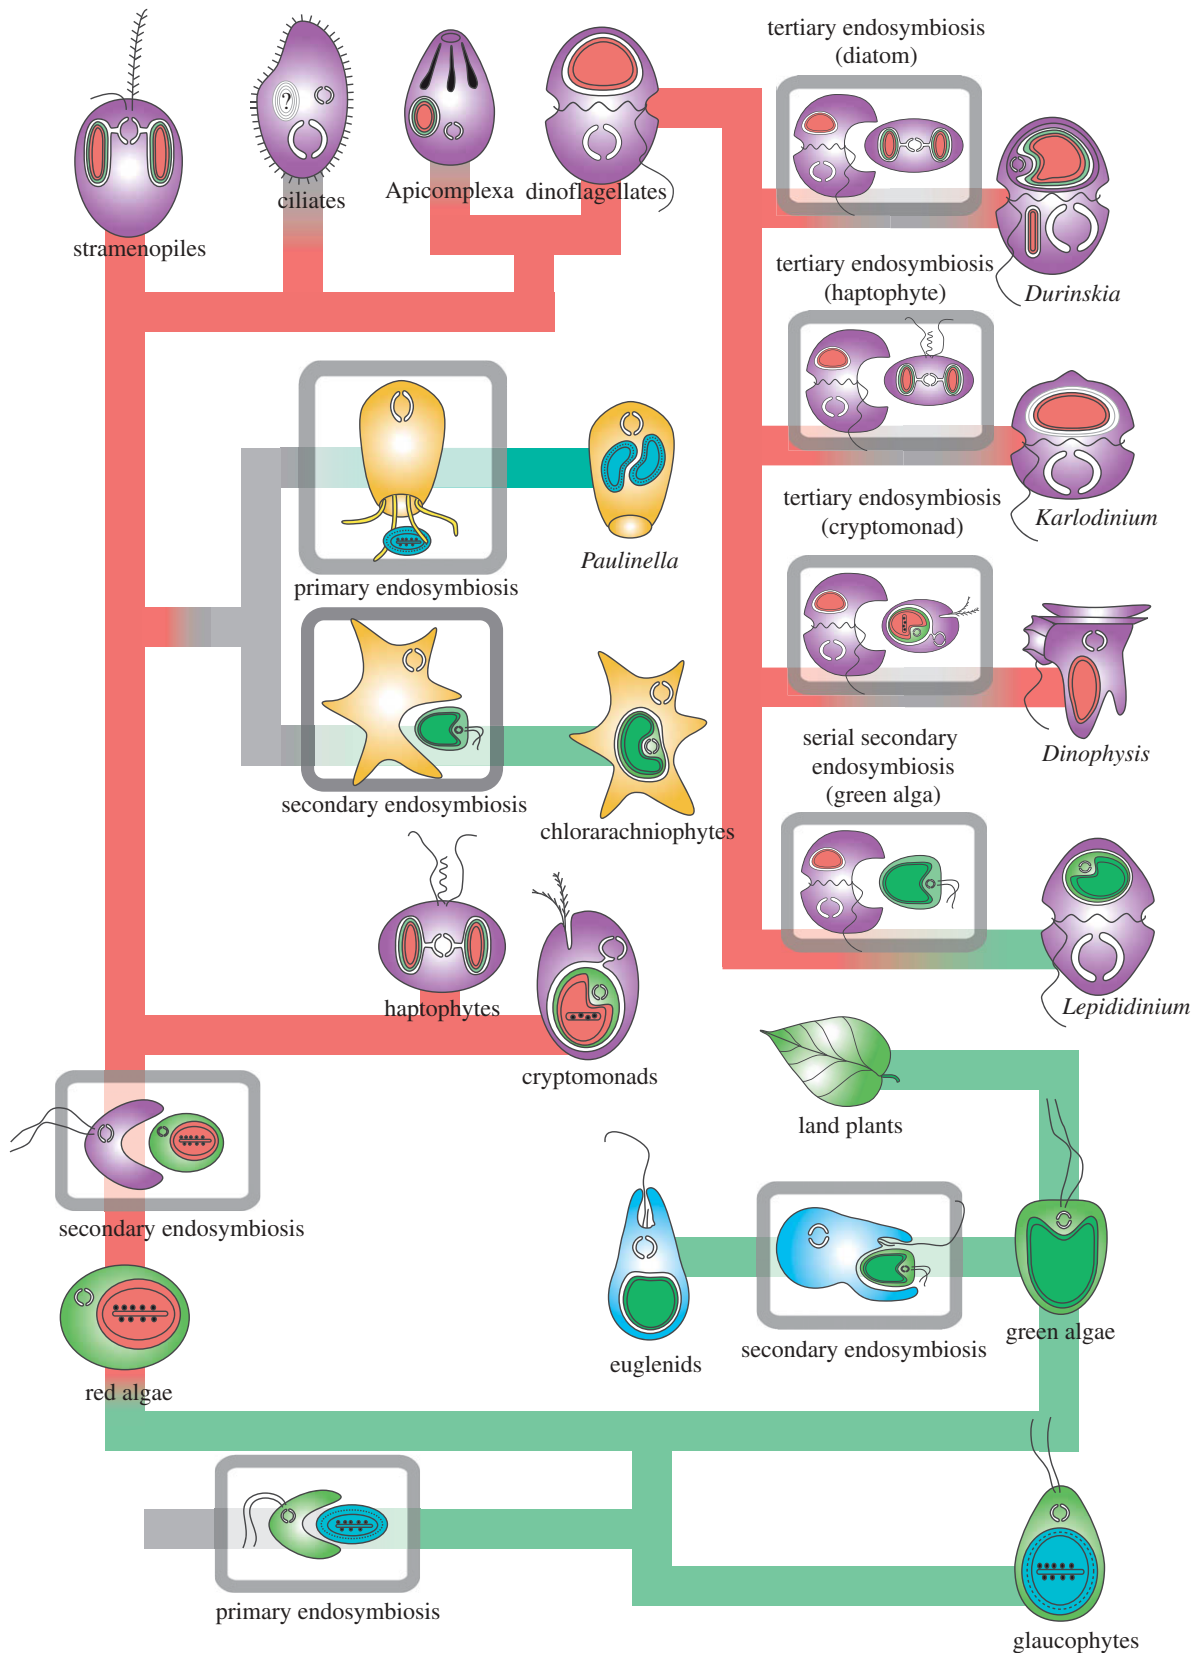 tertiary endosymbiosis
(diatom)
?
ciliates
Apicomplexa
dinoflagellates
stramenopiles
Durinskia
tertiary endosymbiosis
(haptophyte)
Karlodinium
primary endosymbiosis
Paulinella
tertiary endosymbiosis
(cryptomonad)
Dinophysis
secondary endosymbiosis
chlorarachniophytes
serial secondary
endosymbiosis
(green alga)
Lepididinium
haptophytes
cryptomonads
land plants
secondary endosymbiosis
red algae
euglenids
secondary endosymbiosis
green algae
primary endosymbiosis
glaucophytes